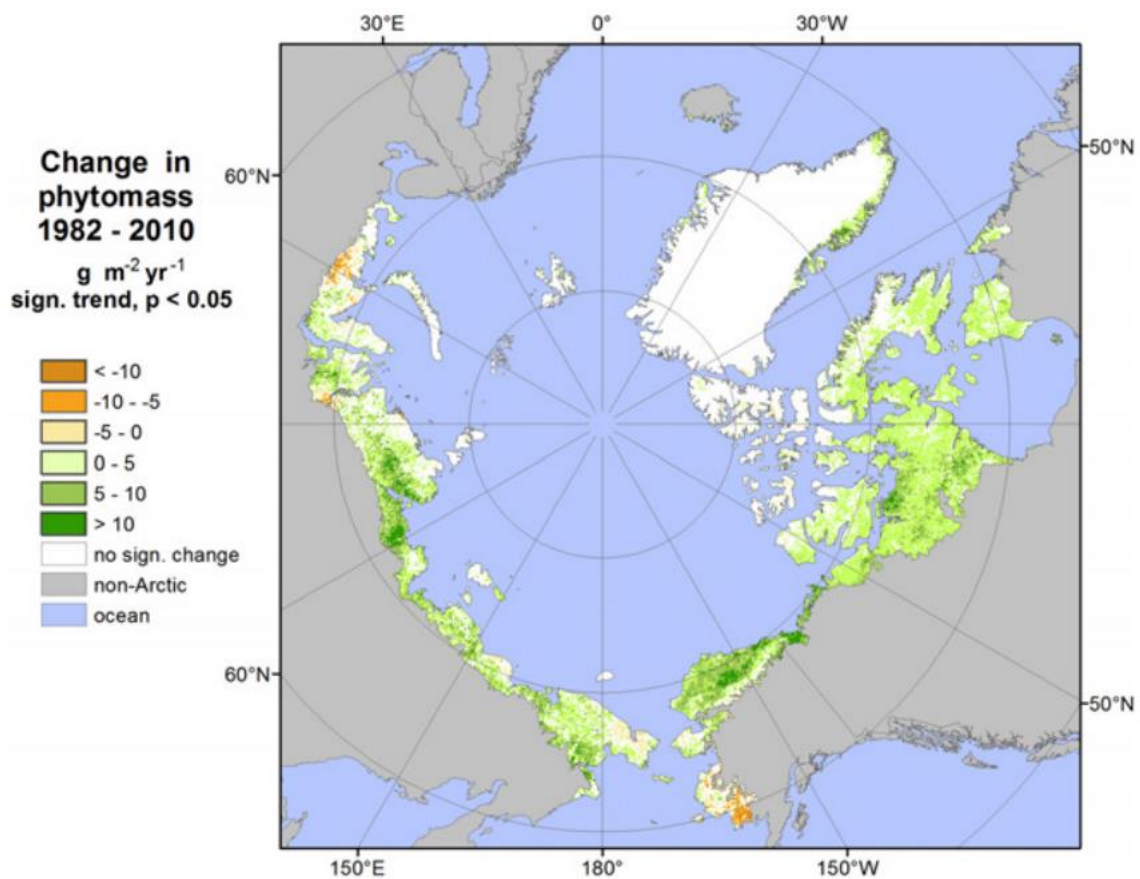 30°E 0° 30°W
50°N
60°N
Change in
phytomass
1982 - 2010
g m⁻² yr⁻¹
sign. trend, p < 0.05
< -10
-10 - -5
-5 - 0
0 - 5
5 - 10
> 10
no sign. change
non-Arctic
ocean
60°N
50°N
150°E 180° 150°W